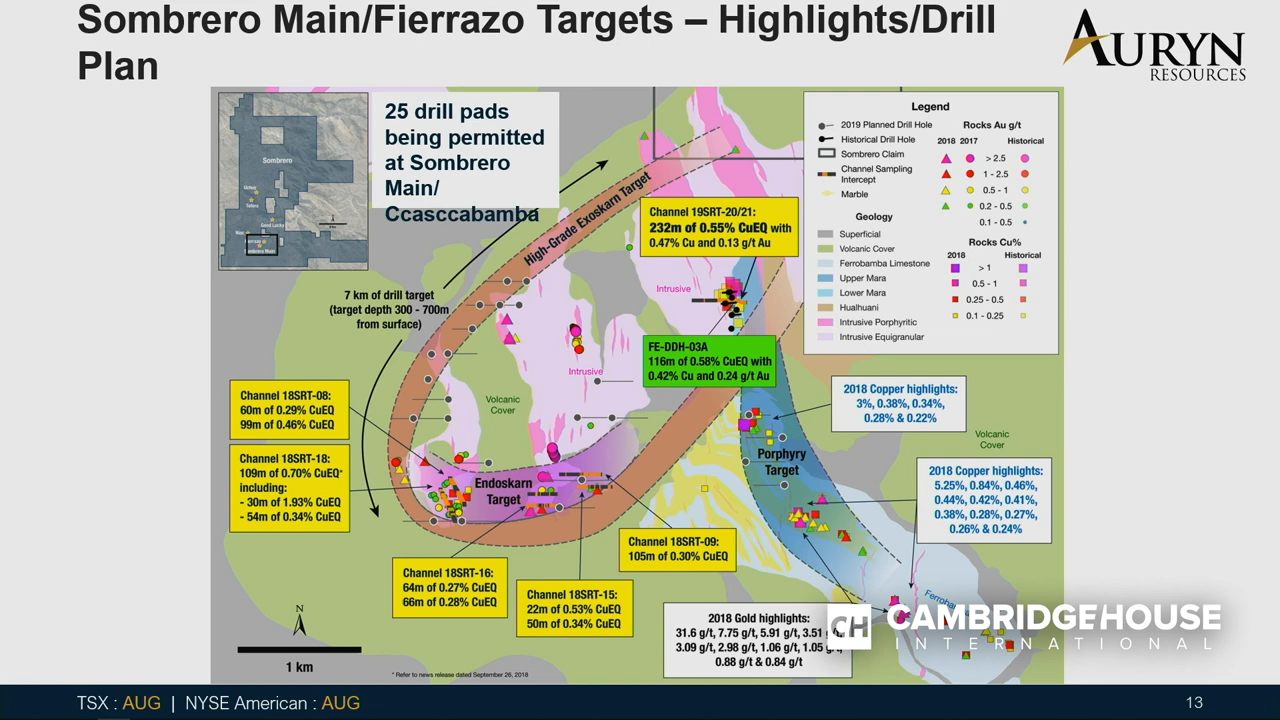 Sombrero Main/Fierrazo Targets – Highlights/Drill
Plan
AURYN
RESOURCES
Sombrero
25 drill pads
being permitted
at Sombrero
Main/
Ccasccabamba
High-Grade Exoskarn Target
7 km of drill target
(target depth 300 - 700m
from surface)
Channel 19SRT-20/21:
232m of 0.55% CuEQ with
0.47% Cu and 0.13 g/t Au
Intrusive
FE-DDH-03A
116m of 0.58% CuEQ with
0.42% Cu and 0.24 g/t Au
Intrusive
Volcanic
Cover
Legend
2019 Planned Drill Hole
Historical Drill Hole
Sombrero Claim
Channel Sampling
Intercept
Marble
Geology
Superficial
Volcanic Cover
Ferrobamba Limestone
Upper Mara
Lower Mara
Hualhuani
Intrusive Porphyritic
Intrusive Equigranular
Rocks Au g/t
2018 2017 Historical
> 2.5
1 - 2.5
0.5 - 1
0.2 - 0.5
0.1 - 0.5
Rocks Cu%
2018 Historical
> 1
0.5 - 1
0.25 - 0.5
0.1 - 0.25
Channel 18SRT-08:
60m of 0.29% CuEQ
99m of 0.46% CuEQ
Channel 18SRT-18:
109m of 0.70% CuEQ*
including:
- 30m of 1.93% CuEQ
- 54m of 0.34% CuEQ
Endoskarn
Target
Porphyry
Target
2018 Copper highlights:
3%, 0.38%, 0.34%,
0.28% & 0.22%
Volcanic
Cover
2018 Copper highlights:
5.25%, 0.84%, 0.46%,
0.44%, 0.42%, 0.41%,
0.38%, 0.28%, 0.27%,
0.26% & 0.24%
Channel 18SRT-09:
105m of 0.30% CuEQ
Channel 18SRT-16:
64m of 0.27% CuEQ
66m of 0.28% CuEQ
Channel 18SRT-15:
22m of 0.53% CuEQ
50m of 0.34% CuEQ
2018 Gold highlights:
31.6 g/t, 7.75 g/t, 5.91 g/t, 3.51 g/t,
3.09 g/t, 2.98 g/t, 1.06 g/t, 1.05 g/t,
0.88 g/t & 0.84 g/t
N
1 km
* Refer to news release dated September 26, 2018
CH CAMBRIDGE HOUSE
INTERNATIONAL
TSX : AUG | NYSE American : AUG
13